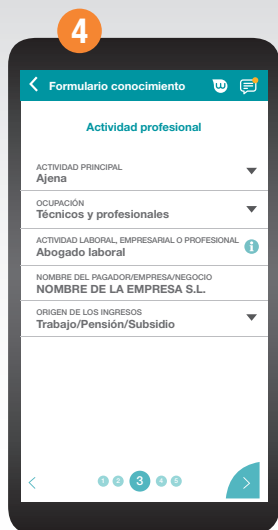 4
Formulario conocimiento
Actividad profesional
ACTIVIDAD PRINCIPAL
Ajena
OCUPACIÓN
Técnicos y profesionales
ACTIVIDAD LABORAL, EMPRESARIAL O PROFESIONAL
Abogado laboral
NOMBRE DEL PAGADOR/EMPRESA/NEGOCIO
NOMBRE DE LA EMPRESA S.L.
ORIGEN DE LOS INGRESOS
Trabajo/Pensión/Subsidio
1 2 3 4 5